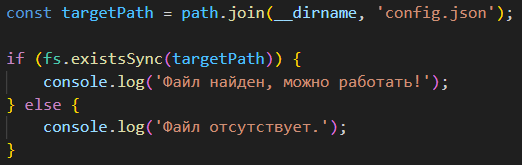 const targetPath = path.join(__dirname, 'config.json');
if (fs.existsSync(targetPath)) {
console.log('Файл найден, можно работать!');
} else {
console.log('Файл отсутствует.');
}